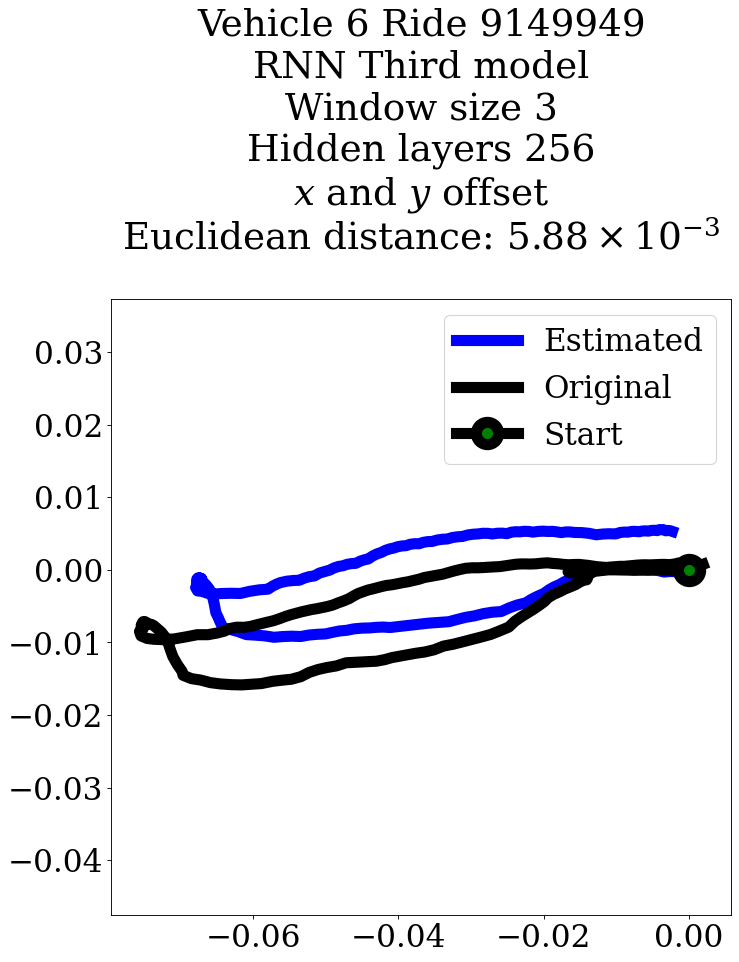 Vehicle 6 Ride 9149949
RNN Third model
Window size 3
Hidden layers 256
x and y offset
Euclidean distance: 5.88 × 10⁻³
Estimated
Original
Start
0.03
0.02
0.01
0.00
−0.01
−0.02
−0.03
−0.04
−0.06 −0.04 −0.02 0.00